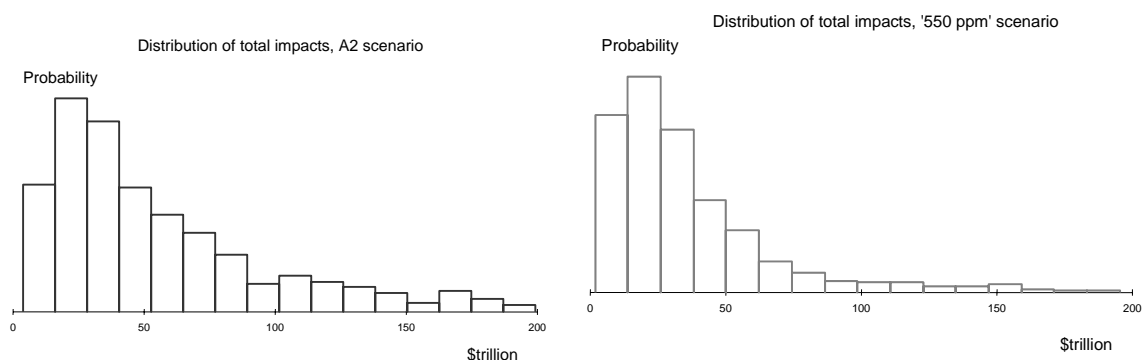 Distribution of total impacts, A2 scenario
Probability
0 50 100 150 200
$trillion
Distribution of total impacts, '550 ppm' scenario
Probability
0 50 100 150 200
$trillion